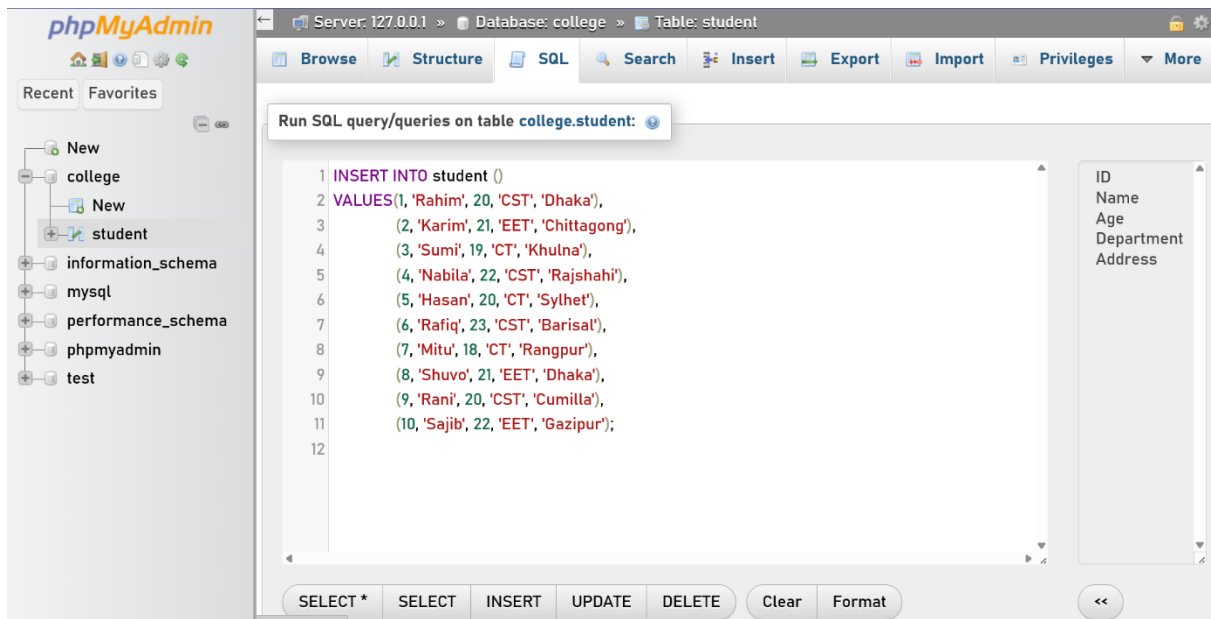 phpMyAdmin
Recent Favorites
New
college
New
student
information_schema
mysql
performance_schema
phpmyadmin
test
← Server: 127.0.0.1 » Database: college » Table: student
Browse Structure SQL Search Insert Export Import Privileges More
Run SQL query/queries on table college.student:
1 INSERT INTO student ()
2 VALUES(1, 'Rahim', 20, 'CST', 'Dhaka'),
3 (2, 'Karim', 21, 'EET', 'Chittagong'),
4 (3, 'Sumi', 19, 'CT', 'Khulna'),
5 (4, 'Nabila', 22, 'CST', 'Rajshahi'),
6 (5, 'Hasan', 20, 'CT', 'Sylhet'),
7 (6, 'Rafiq', 23, 'CST', 'Barisal'),
8 (7, 'Mitu', 18, 'CT', 'Rangpur'),
9 (8, 'Shuvo', 21, 'EET', 'Dhaka'),
10 (9, 'Rani', 20, 'CST', 'Cumilla'),
11 (10, 'Sajib', 22, 'EET', 'Gazipur');
12
ID
Name
Age
Department
Address
SELECT * SELECT INSERT UPDATE DELETE Clear Format <<